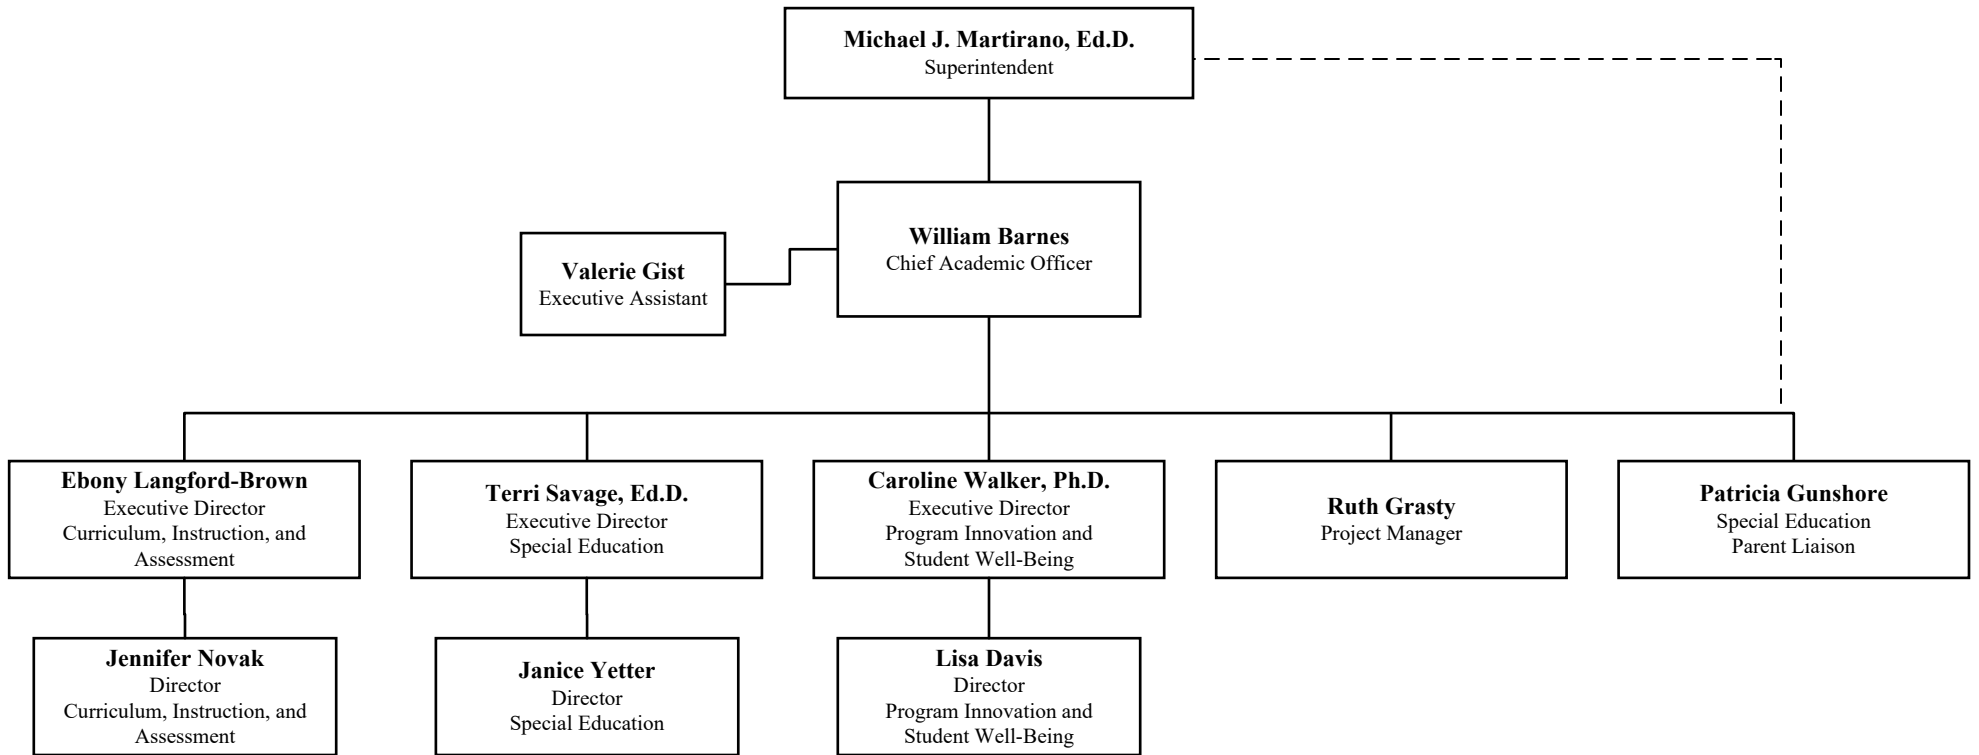 Michael J. Martirano, Ed.D.
Superintendent
William Barnes
Chief Academic Officer
Valerie Gist
Executive Assistant
Ebony Langford-Brown
Executive Director
Curriculum, Instruction, and
Assessment
Terri Savage, Ed.D.
Executive Director
Special Education
Caroline Walker, Ph.D.
Executive Director
Program Innovation and
Student Well-Being
Ruth Grasty
Project Manager
Patricia Gunshore
Special Education
Parent Liaison
Jennifer Novak
Director
Curriculum, Instruction, and
Assessment
Janice Yetter
Director
Special Education
Lisa Davis
Director
Program Innovation and
Student Well-Being